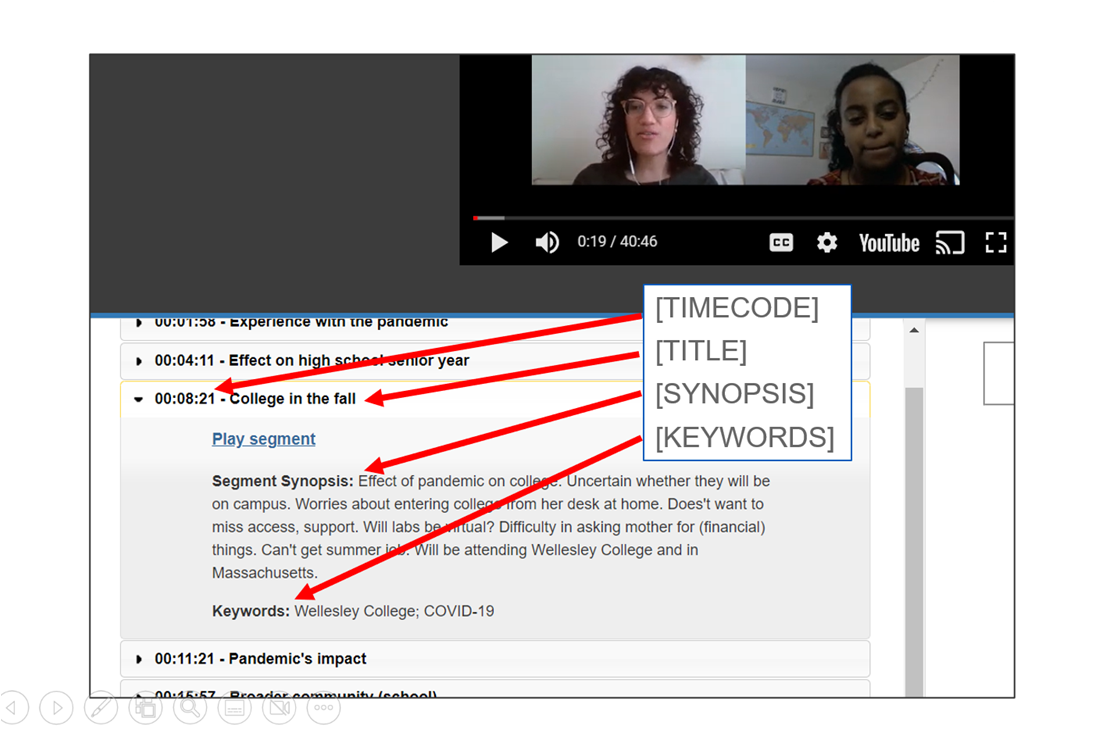 0:19 / 40:46
CC
YouTube
[TIMECODE]
[TITLE]
[SYNOPSIS]
[KEYWORDS]
00:01:58 - Experience with the pandemic
00:04:11 - Effect on high school senior year
00:08:21 - College in the fall
Play segment
Segment Synopsis: Effect of pandemic on college. Uncertain whether they will be
on campus. Worries about entering college from her desk at home. Does't want to
miss access, support. Will labs be virtual? Difficulty in asking mother for (financial)
things. Can't get summer job. Will be attending Wellesley College and in
Massachusetts.
Keywords: Wellesley College; COVID-19
00:11:21 - Pandemic's impact
00:15:57 - Broader community (school)